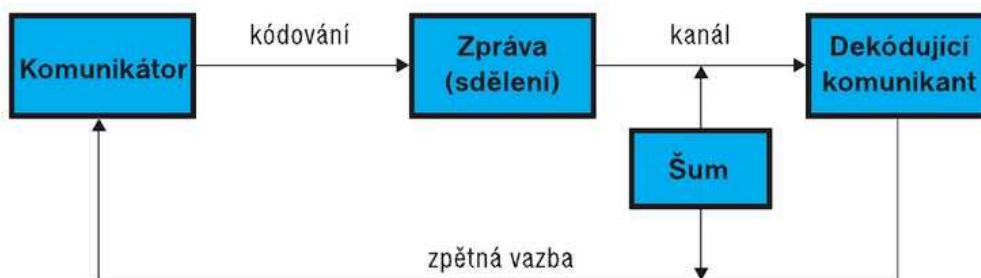 Komunikátor
kódování
Zpráva
(sdělení)
kanál
Dekódující
komunikant
Šum
zpětná vazba